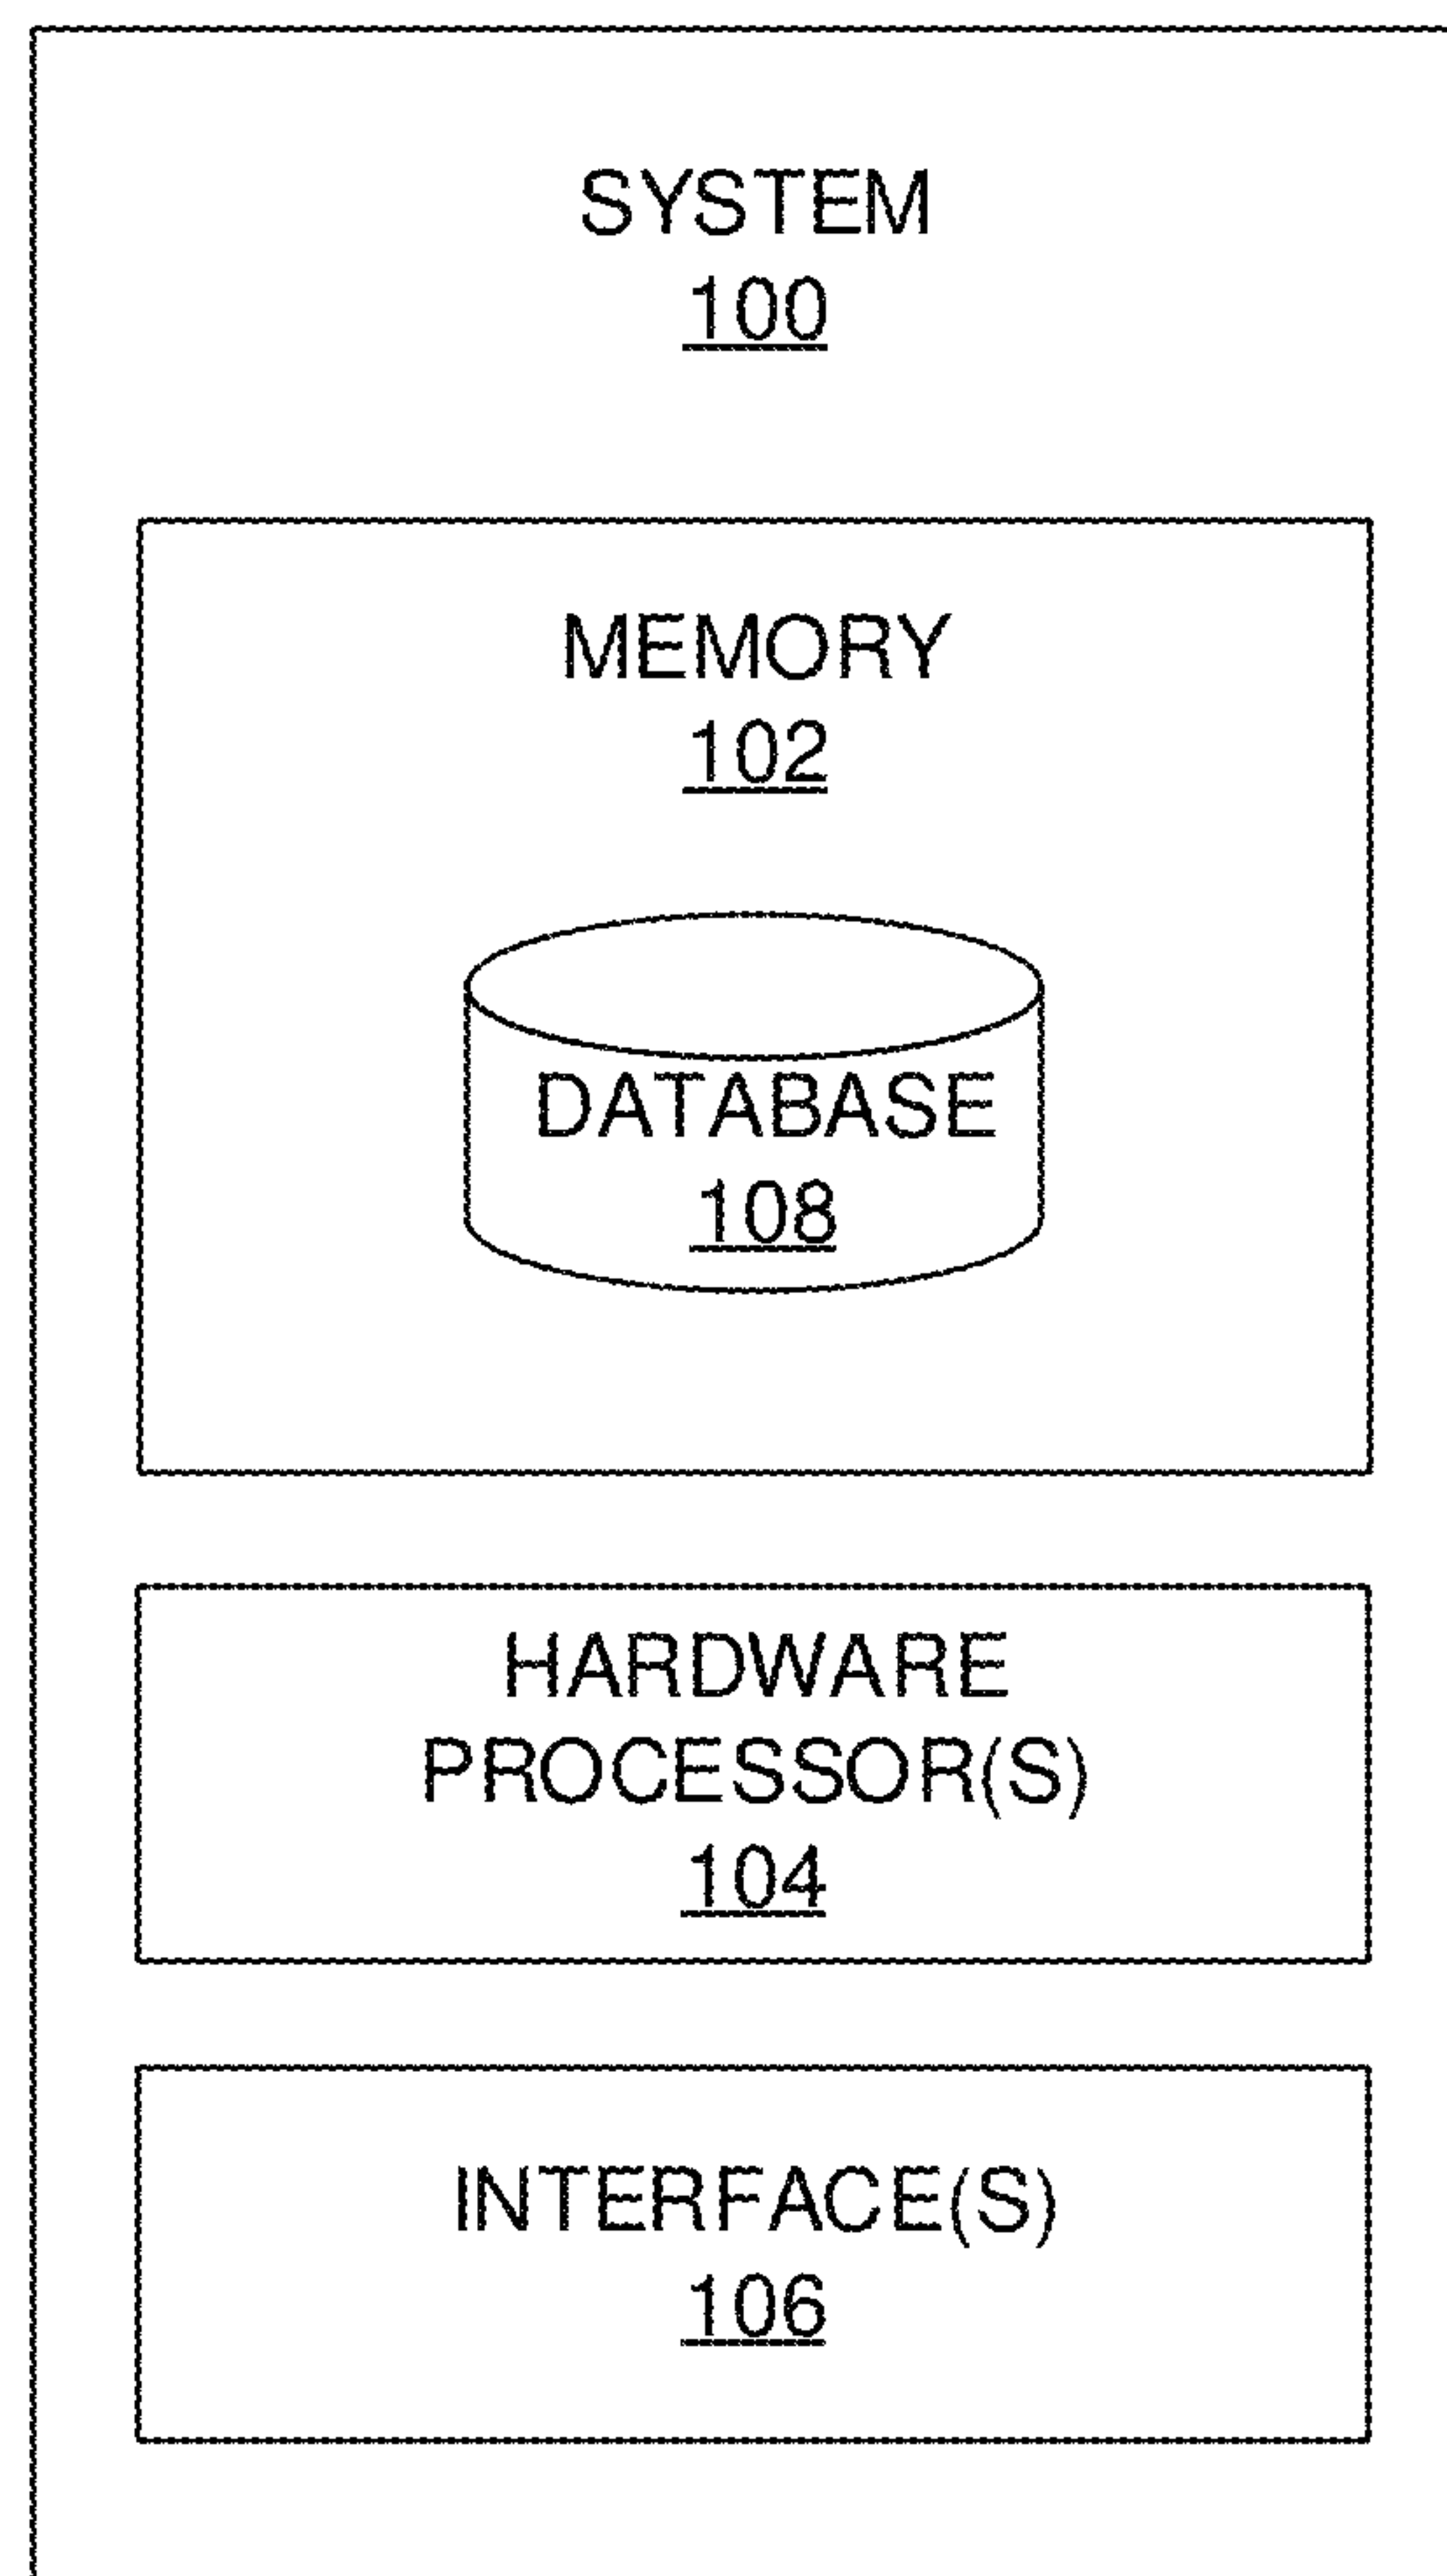 SYSTEM
100
MEMORY
102
DATABASE
108
HARDWARE
PROCESSOR(S)
104
INTERFACE(S)
106